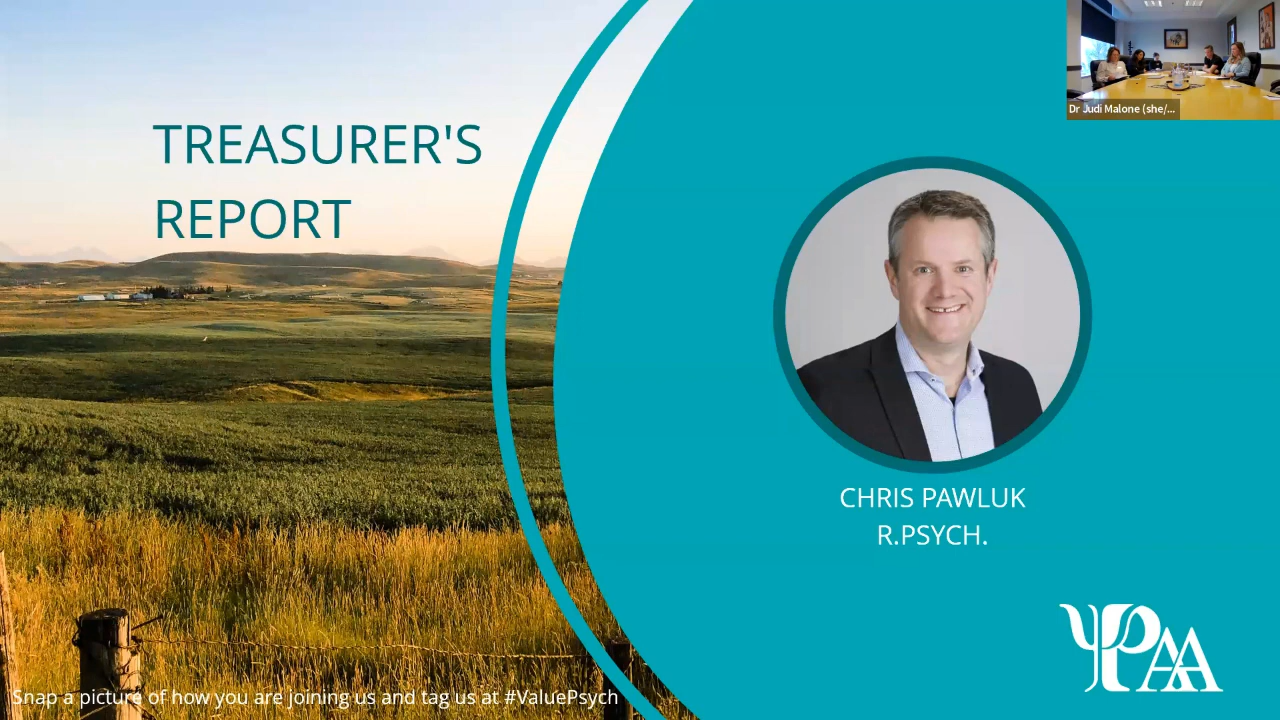 TREASURER'S
REPORT
Dr Judi Malone (she/...
CHRIS PAWLUK
R.PSYCH.
PAA
Snap a picture of how you are joining us and tag us at #ValuePsych